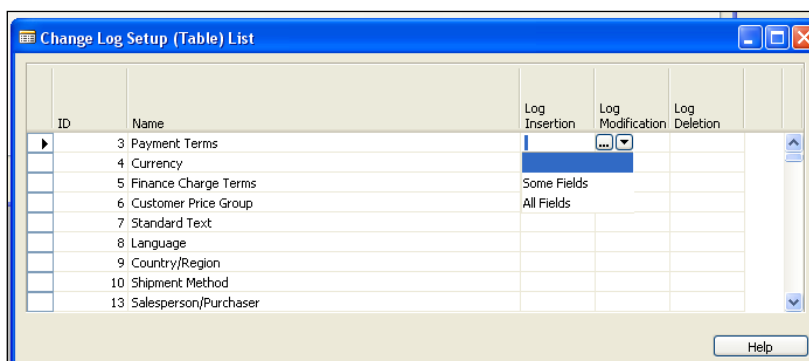 Change Log Setup (Table) List
ID Name Log Insertion Log Modification Log Deletion
3 Payment Terms ...
4 Currency
5 Finance Charge Terms Some Fields
6 Customer Price Group All Fields
7 Standard Text
8 Language
9 Country/Region
10 Shipment Method
13 Salesperson/Purchaser
Help